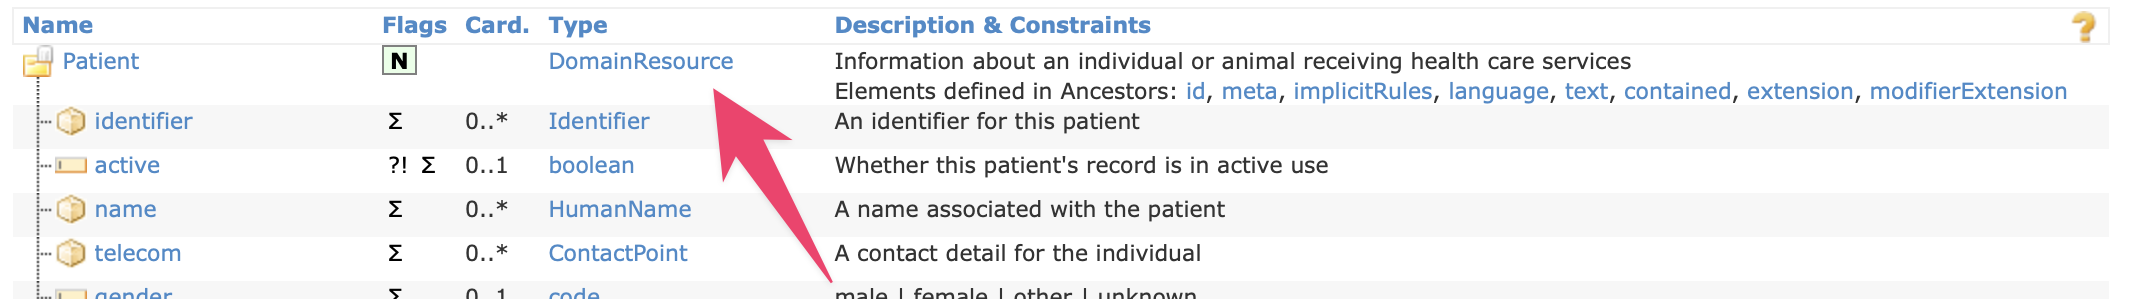 Name Flags Card. Type Description & Constraints ?
Patient N DomainResource Information about an individual or animal receiving health care services
Elements defined in Ancestors: id, meta, implicitRules, language, text, contained, extension, modifierExtension
identifier Σ 0..* Identifier An identifier for this patient
active ?! Σ 0..1 boolean Whether this patient's record is in active use
name Σ 0..* HumanName A name associated with the patient
telecom Σ 0..* ContactPoint A contact detail for the individual
gender Σ 0..1 code male | female | other | unknown